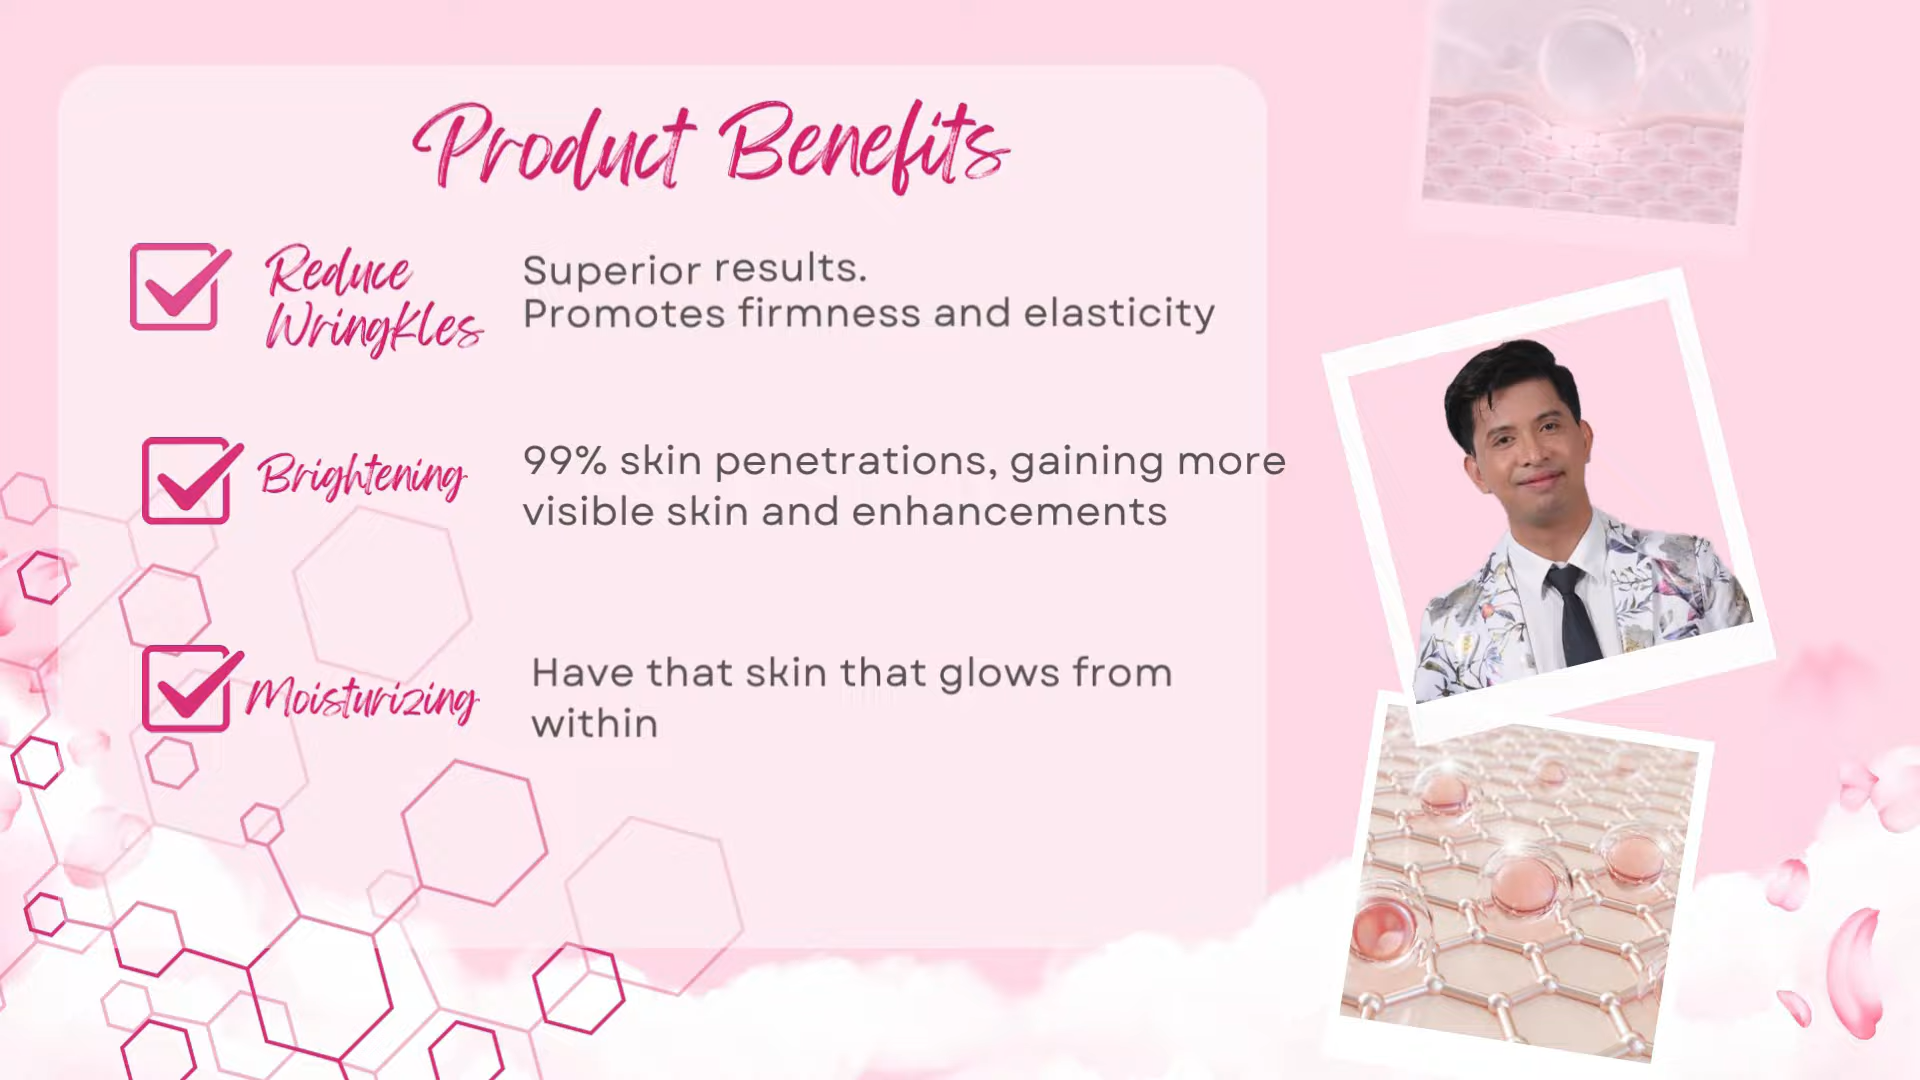 Product Benefits
Reduce
Wringkles
Superior results.
Promotes firmness and elasticity
Brightening
99% skin penetrations, gaining more
visible skin and enhancements
Moisturizing
Have that skin that glows from
within